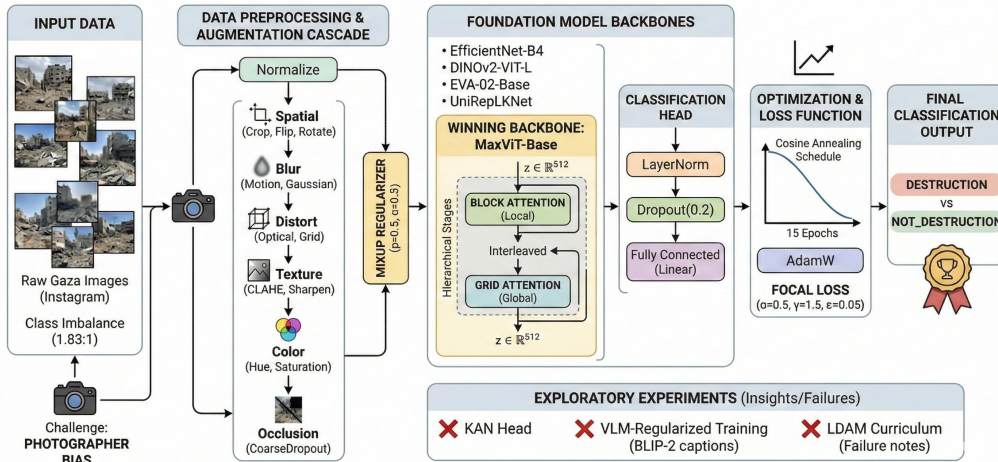 INPUT DATA
Raw Gaza Images
(Instagram)
Class Imbalance
(1.83:1)
Challenge:
PHOTOGRAPHER
BIAS
DATA PREPROCESSING &
AUGMENTATION CASCADE
Normalize
Spatial
(Crop, Flip, Rotate)
Blur
(Motion, Gaussian)
Distort
(Optical, Grid)
Texture
(CLAHE, Sharpen)
Color
(Hue, Saturation)
Occlusion
(CoarseDropout)
MIXUP REGULARIZER
(p=0.5, α=0.5)
FOUNDATION MODEL BACKBONES
• EfficientNet-B4
• DINOv2-VIT-L
• EVA-02-Base
• UniRepLKNet
WINNING BACKBONE:
MaxViT-Base
z ∈ ℝ⁵¹²
Hierarchical Stages
BLOCK ATTENTION
(Local)
Interleaved
GRID ATTENTION
(Global)
z ∈ ℝ⁵¹²
CLASSIFICATION
HEAD
LayerNorm
Dropout(0.2)
Fully Connected
(Linear)
OPTIMIZATION &
LOSS FUNCTION
Cosine Annealing
Schedule
15 Epochs
AdamW
FOCAL LOSS
(α=0.5, γ=1.5, ε=0.05)
FINAL
CLASSIFICATION
OUTPUT
DESTRUCTION
vs
NOT_DESTRUCTION
EXPLORATORY EXPERIMENTS (Insights/Failures)
KAN Head
VLM-Regularized Training
(BLIP-2 captions)
LDAM Curriculum
(Failure notes)